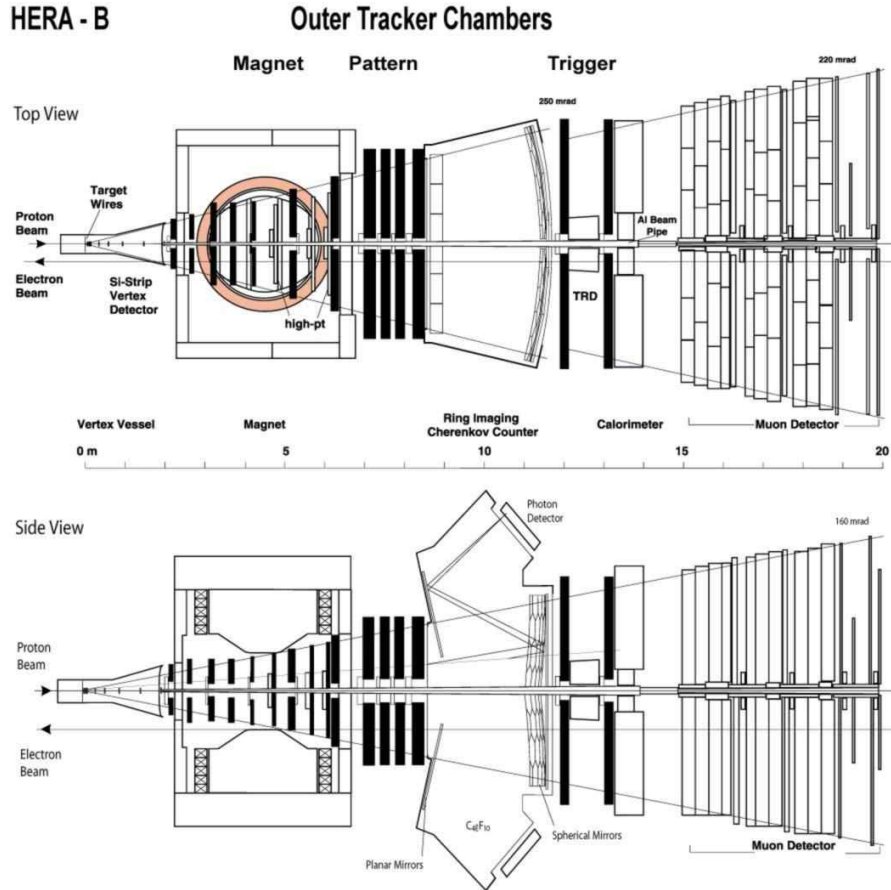 HERA - B
Outer Tracker Chambers
Magnet
Pattern
Trigger
220 mrad
250 mrad
Top View
Target
Wires
Proton
Beam
Al Beam
Pipe
Electron
Beam
Si-Strip
Vertex
Detector
high-pt
TRD
Vertex Vessel
Magnet
Ring Imaging
Cherenkov Counter
Calorimeter
Muon Detector
0 m
5
10
15
20
Side View
Photon
Detector
160 mrad
Proton
Beam
Electron
Beam
C4F10
Spherical Mirrors
Planar Mirrors
Muon Detector